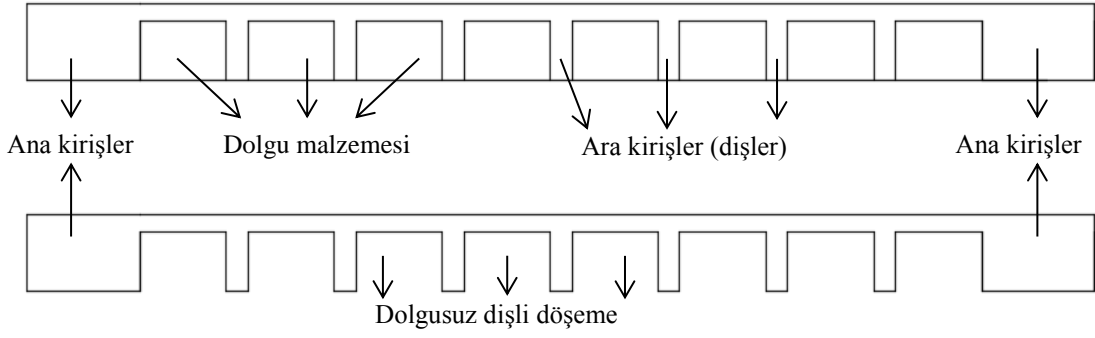 Ana kirişler
Dolgu malzemesi
Ara kirişler (dişler)
Ana kirişler
Dolgusuz dişli döşeme